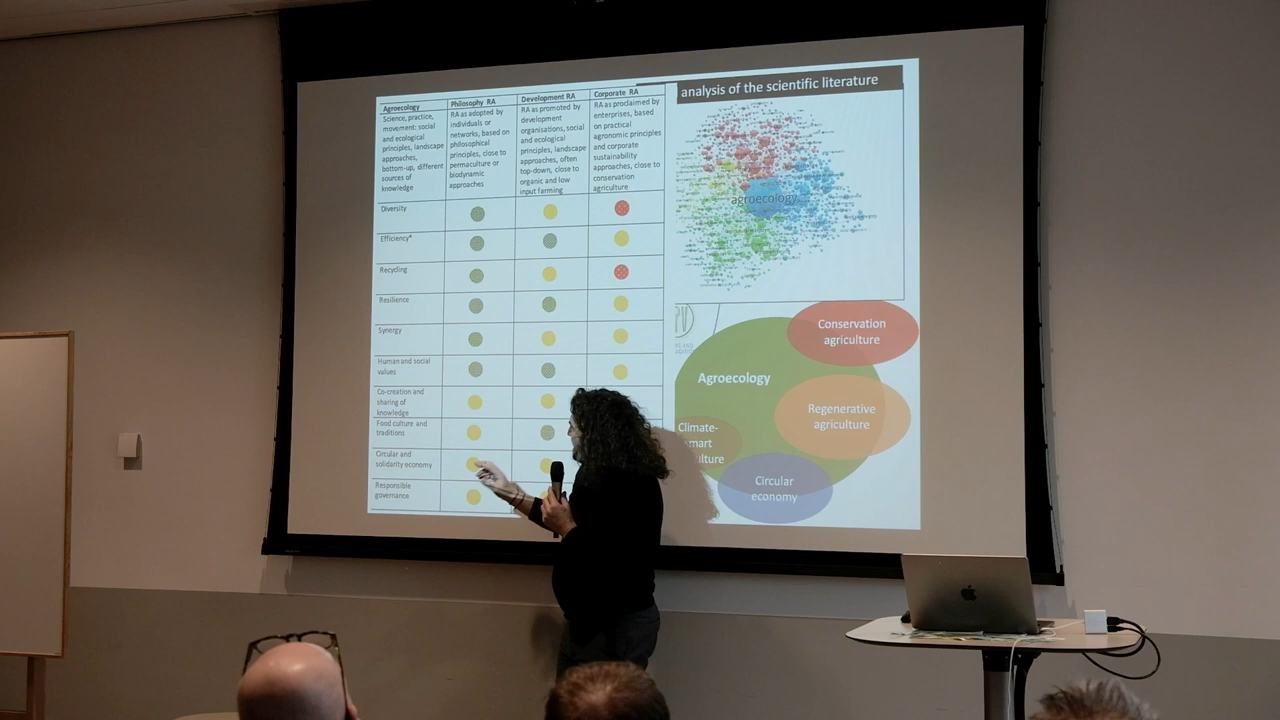 analysis of the scientific literature
Agroecology
Science, practice,
movement: social
and ecological
principles, landscape
approaches,
bottom-up, different
sources of
knowledge
Philosophy RA
RA as adopted by
individuals or
networks, based on
philosophical
principles, close to
permaculture or
biodynamic
approaches
Development RA
RA as promoted by
development
organisations, social
and ecological
principles, landscape
approaches, often
top-down, close to
organic and low
input farming
Corporate RA
RA as proclaimed by
enterprises, based
on practical
agronomic principles
and corporate
sustainability
approaches, close to
conservation
agriculture
Diversity
Efficiency*
Recycling
Resilience
Synergy
Human and social
values
Co-creation and
sharing of
knowledge
Food culture and
traditions
Circular and
solidarity economy
Responsible
governance
agroecology
Conservation
agriculture
Agroecology
Regenerative
agriculture
Climate-
Circular
economy